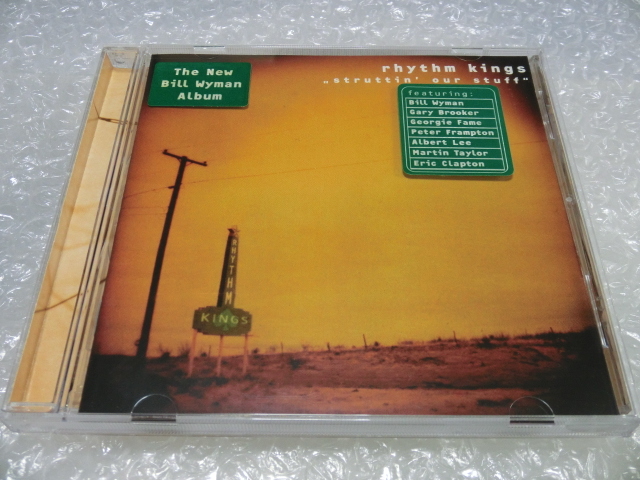 The New
Bill Wyman
Album
rhythm kings
„struttin' our stuff"
featuring:
Bill Wyman
Gary Brooker
Georgie Fame
Peter Frampton
Albert Lee
Martin Taylor
Eric Clapton
RHYTHM
KINGS